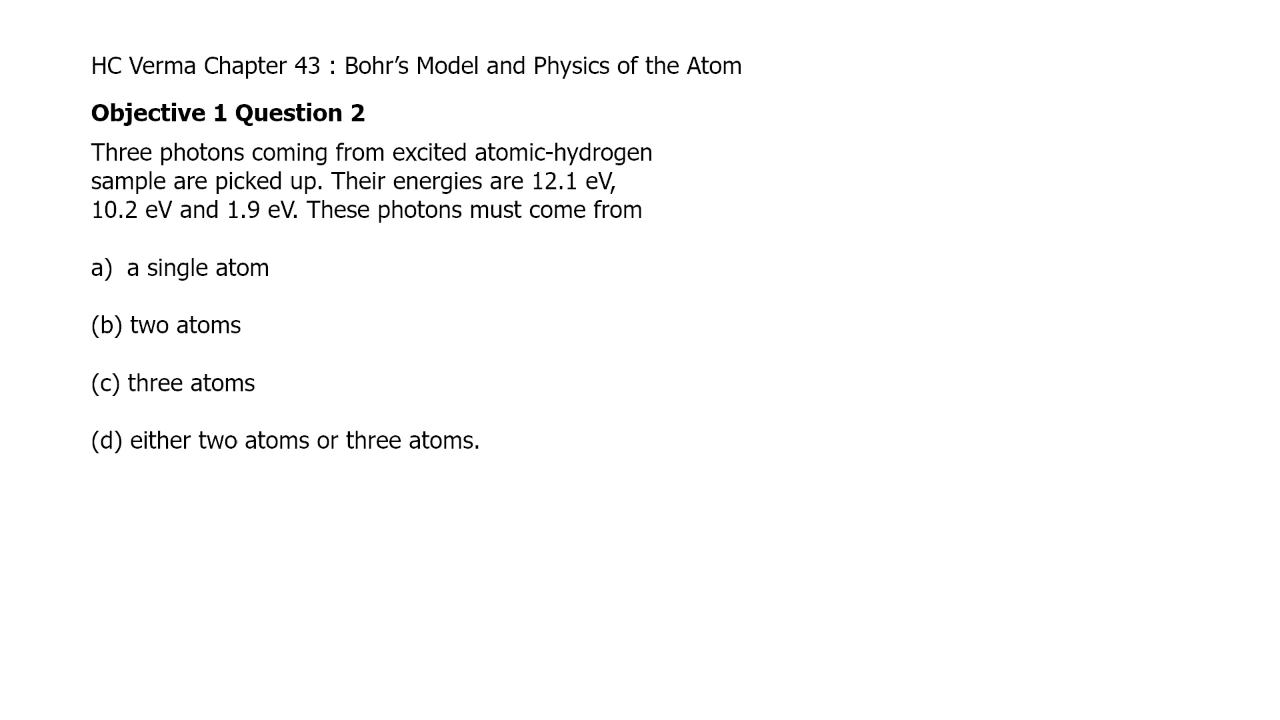 HC Verma Chapter 43 : Bohr’s Model and Physics of the Atom
Objective 1 Question 2
Three photons coming from excited atomic-hydrogen
sample are picked up. Their energies are 12.1 eV,
10.2 eV and 1.9 eV. These photons must come from
a)  a single atom
(b) two atoms
(c) three atoms
(d) either two atoms or three atoms.